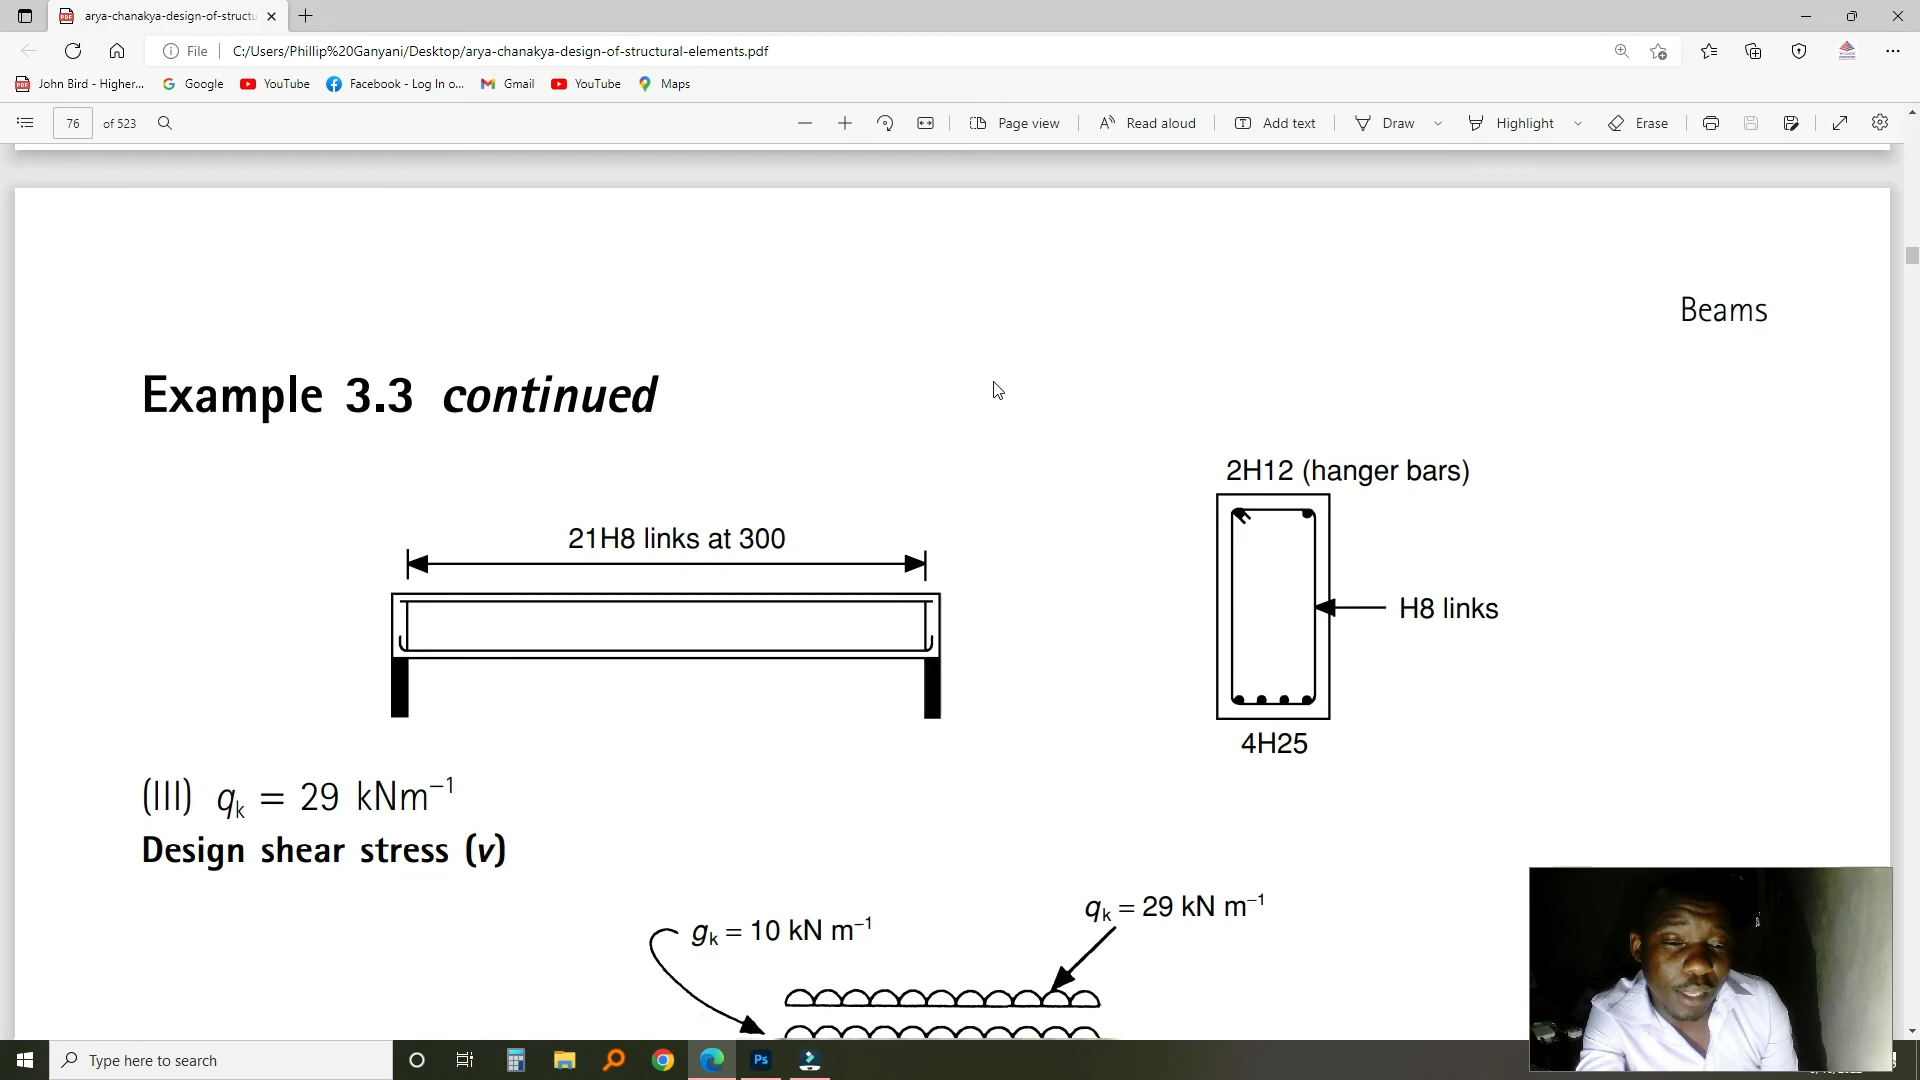 arya-chanakya-design-of-structu
File C:/Users/Phillip%20Ganyani/Desktop/arya-chanakya-design-of-structural-elements.pdf
John Bird - Higher... Google YouTube Facebook - Log In o... Gmail YouTube Maps
76 of 523 Page view Read aloud Add text Draw Highlight Erase
Beams
Example 3.3 continued
2H12 (hanger bars)
21H8 links at 300
H8 links
4H25
(III) qk = 29 kNm⁻¹
Design shear stress (v)
qk = 29 kN m⁻¹
gk = 10 kN m⁻¹
Type here to search
Ps